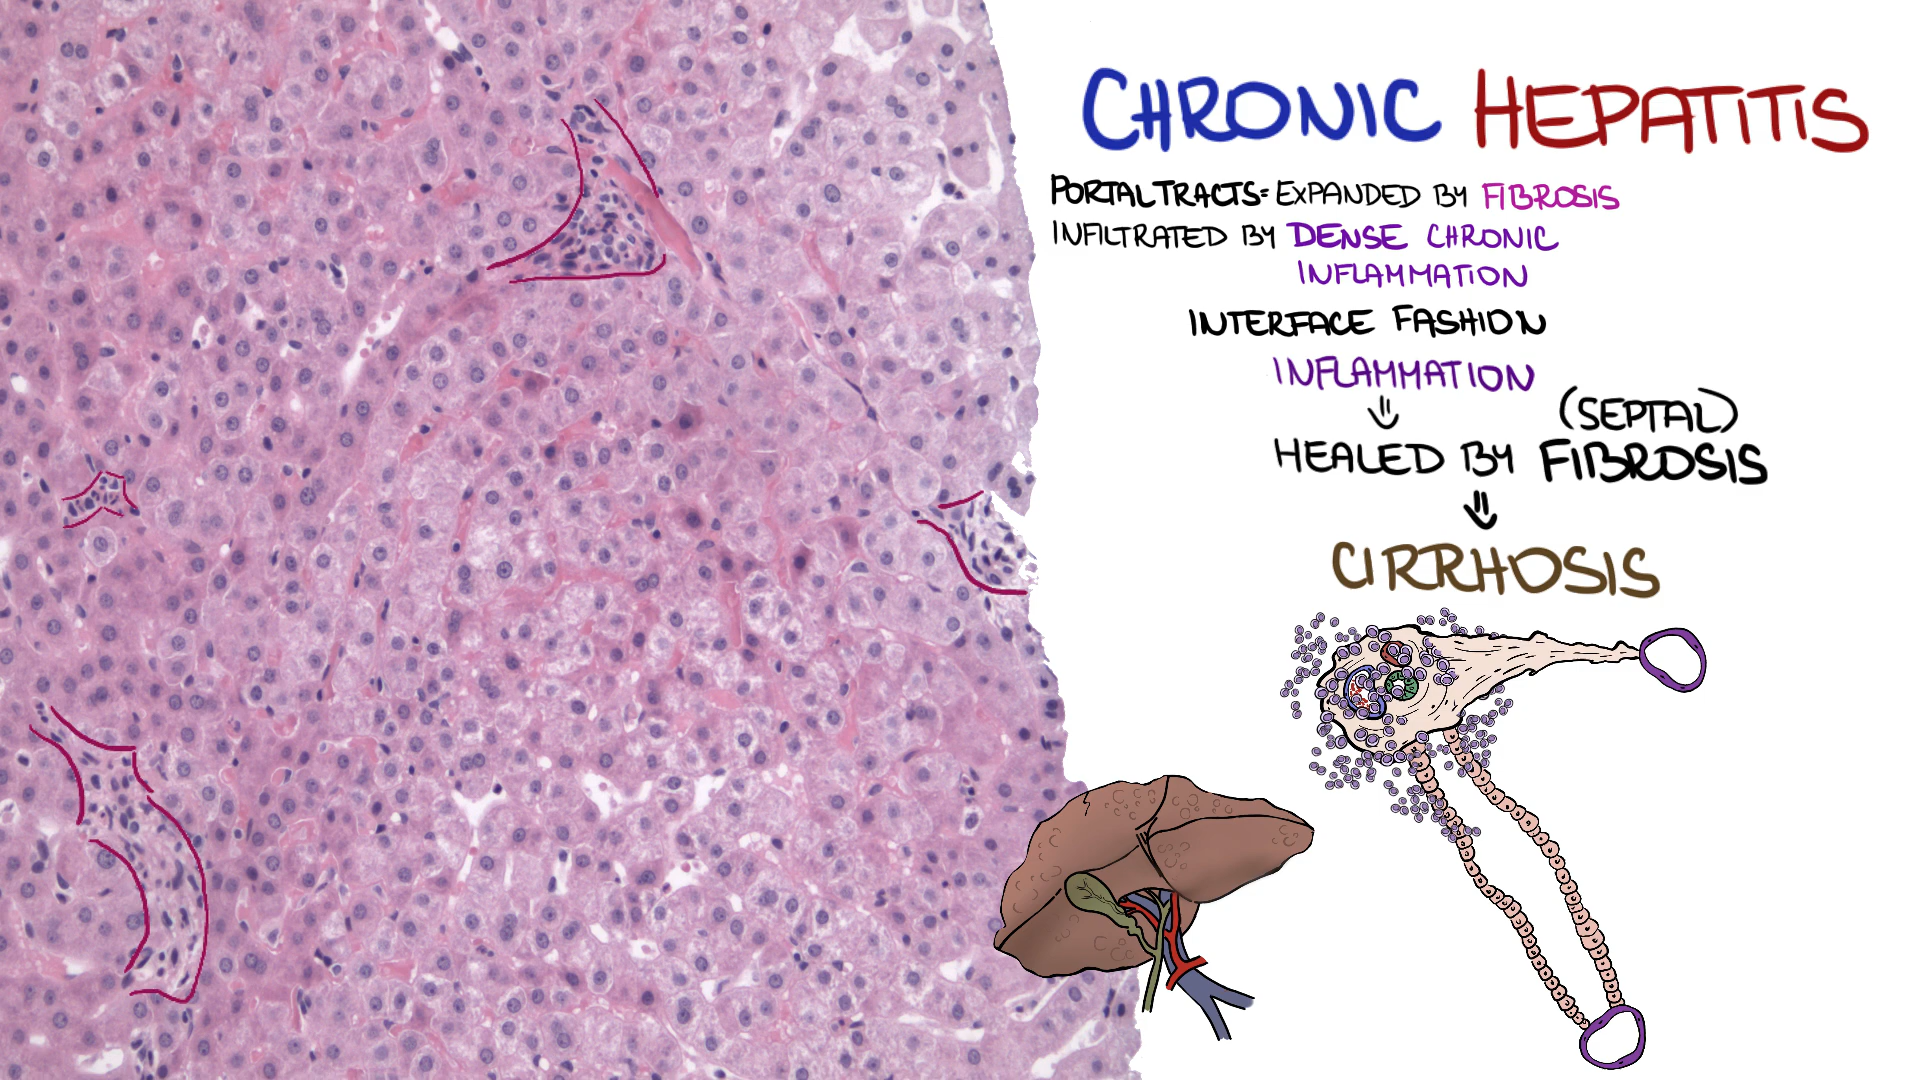 CHRONIC HEPATITIS
PORTAL TRACTS= EXPANDED BY FIBROSIS
INFILTRATED BY DENSE CHRONIC
INFLAMMATION
INTERFACE FASHION
INFLAMMATION
(SEPTAL)
HEALED BY FIBROSIS
CIRRHOSIS